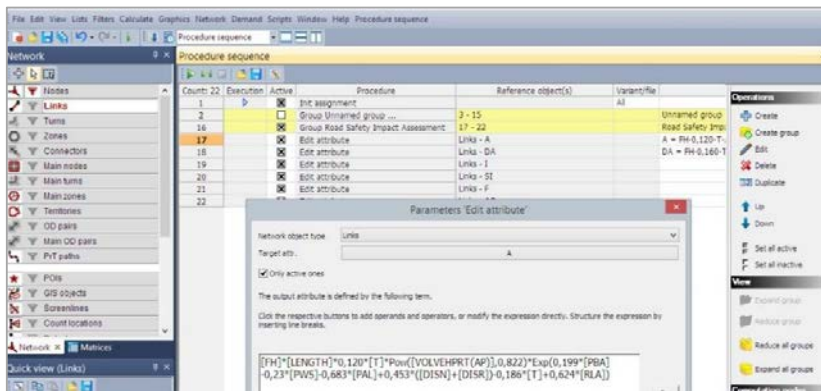 File Edit View Lists Filters Calculate Graphics Network Demand Scripts Window Help Procedure sequence
Procedure sequence
Network
Nodes
Links
Turns
Zones
Connectors
Main nodes
Main turns
Main zones
Territories
OD pairs
Main OD pairs
PrT paths
POIs
GIS objects
Screenlines
Count locations
Network Matrices
Quick view (Links)
Procedure sequence
Count: 22 Execution Active Procedure Reference object(s) Variant/file
1 Init assignment All
2 Group Unnamed group ... 3 - 15 Unnamed group
16 Group Road Safety Impact Assessment 17 - 22 Road Safety Imp
17 Edit attribute Links - A A = FH·0,120·T·
18 Edit attribute Links - DA DA = FH·0,160·T
19 Edit attribute Links - I
20 Edit attribute Links - SI
21 Edit attribute Links - F
22
Parameters 'Edit attribute'
Network object type Links
Target attr. A
Only active ones
The output attribute is defined by the following term.
Click the respective buttons to add operands and operators, or modify the expression directly. Structure the expression by
inserting line breaks.
[FH]*[LENGTH]*0,120*[T]*Pow([VOLVEHPRT(AP)],0,822)*Exp(0,199*[PBA]
-0,23*[PWS]-0,683*[PAL]+0,453*([DISN]+[DISR])-0,186*[T]+0,624*[RLA])
Operations
Create
Create group
Edit
Delete
Duplicate
Up
Down
Set all active
Set all inactive
View
Expand group
Reduce group
Reduce all groups
Expand all groups